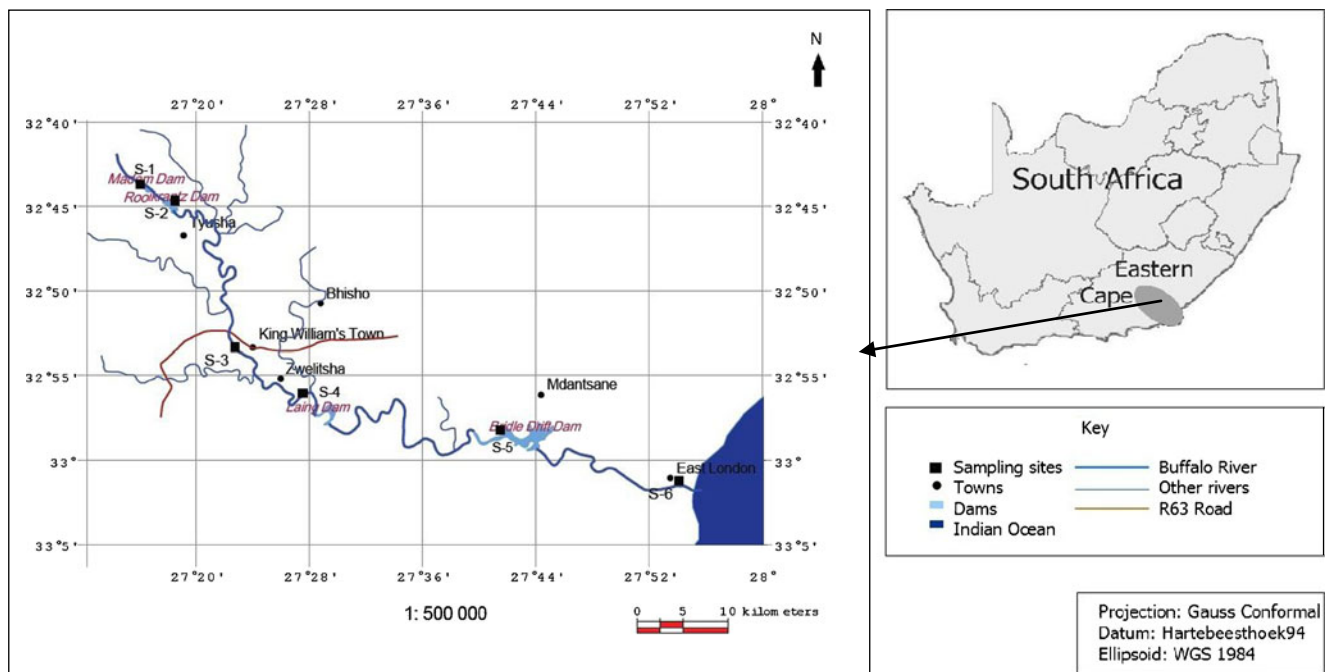 N
27°20' 27°28' 27°36' 27°44' 27°52' 28°
32°40' 32°40'
S-1
Madem Dam
Rooikrantz Dam
32°45' 32°45'
S-2
Tyusha
32°50' 32°50'
Bhisho
King William's Town
S-3
Zwelitsha
32°55' 32°55'
S-4
Mdantsane
Laing Dam
Bridle Drift Dam
S-5
33° 33°
East London
S-6
33°5' 33°5'
27°20' 27°28' 27°36' 27°44' 27°52' 28°
1: 500 000
0 5 10 kilometers
South Africa
Eastern
Cape
Key
Sampling sites
Towns
Dams
Indian Ocean
Buffalo River
Other rivers
R63 Road
Projection: Gauss Conformal
Datum: Hartebeesthoek94
Ellipsoid: WGS 1984